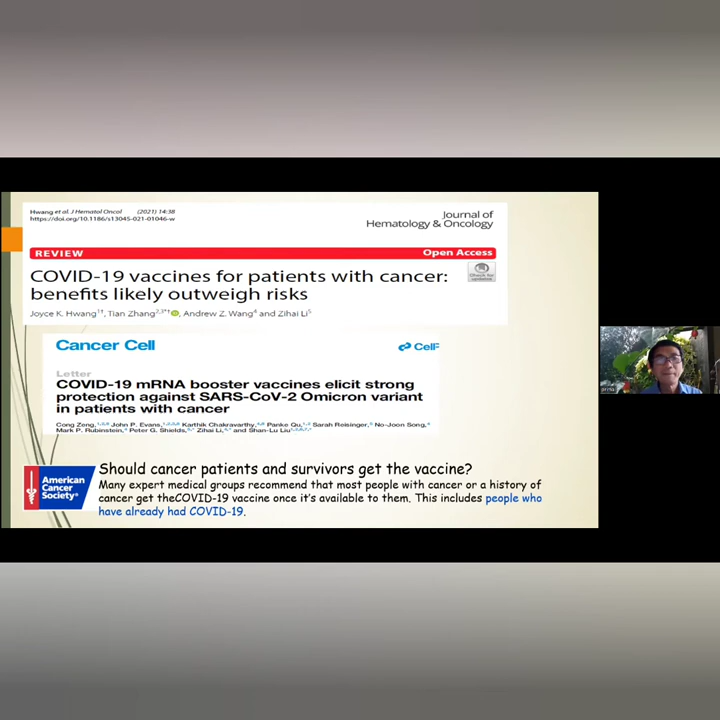 Hwang et al. J Hematol Oncol (2021) 14:38
https://doi.org/10.1186/s13045-021-01046-w
Journal of
Hematology & Oncology
REVIEW Open Access
COVID-19 vaccines for patients with cancer:
benefits likely outweigh risks
Check for
updates
Joyce K. Hwang, Tian Zhang, Andrew Z. Wang and Zihai Li
Cancer Cell
Letter
COVID-19 mRNA booster vaccines elicit strong
protection against SARS-CoV-2 Omicron variant
in patients with cancer
Cong Zeng, John P. Evans, Karthik Chakravarthy, Panke Qu, Sarah Reisinger, No-Joon Song,
Mark P. Rubinstein, Peter G. Shields, Zihai Li, and Shan-Lu Liu
American
Cancer
Society
Should cancer patients and survivors get the vaccine?
Many expert medical groups recommend that most people with cancer or a history of
cancer get theCOVID-19 vaccine once it's available to them. This includes people who
have already had COVID-19.